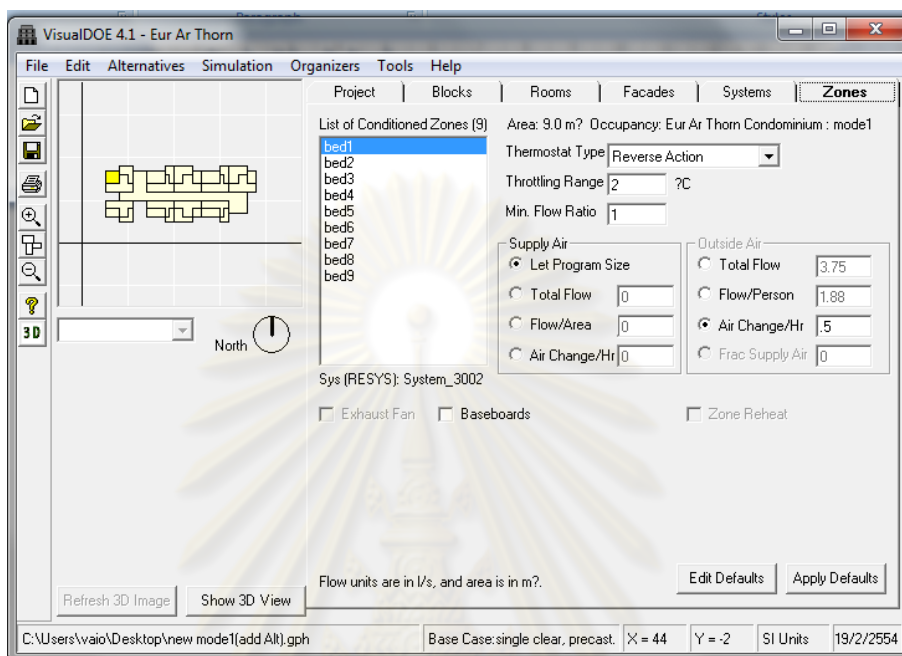 VisualDOE 4.1 - Eur Ar Thorn
File Edit Alternatives Simulation Organizers Tools Help
Project Blocks Rooms Facades Systems Zones
List of Conditioned Zones (9)
bed1
bed2
bed3
bed4
bed5
bed6
bed7
bed8
bed9
Sys (RESYS): System_3002
Area: 9.0 m? Occupancy: Eur Ar Thorn Condominium : mode1
Thermostat Type Reverse Action
Throttling Range 2 ?C
Min. Flow Ratio 1
Supply Air
Let Program Size
Total Flow 0
Flow/Area 0
Air Change/Hr 0
Outside Air
Total Flow 3.75
Flow/Person 1.88
Air Change/Hr .5
Frac Supply Air 0
Exhaust Fan Baseboards Zone Reheat
3 D
North
Flow units are in l/s, and area is in m?.
Edit Defaults Apply Defaults
Refresh 3D Image Show 3D View
C:\Users\vaio\Desktop\new mode1(add Alt).gph Base Case:single clear, precast. X = 44 Y = -2 SI Units 19/2/2554